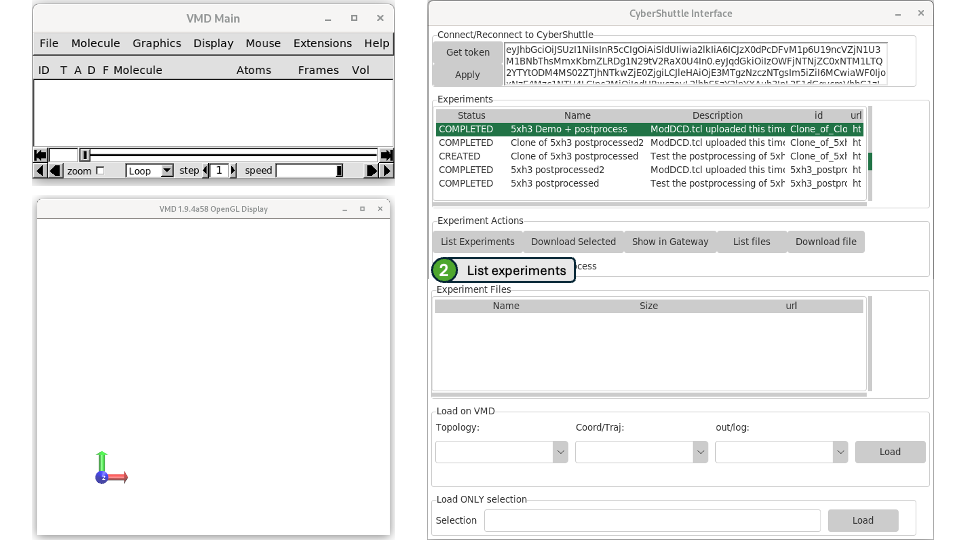 VMD Main
File Molecule Graphics Display Mouse Extensions Help
ID T A D F Molecule Atoms Frames Vol
zoom Loop step 1 speed
VMD 1.9.4a58 OpenGL Display
z
CyberShuttle Interface
Connect/Reconnect to CyberShuttle
Get token
Apply
Experiments
Status Name Description id url
COMPLETED 5xh3 Demo + postprocess ModDCD.tcl uploaded this time Clone_of_Clo ht
COMPLETED Clone of 5xh3 postprocessed2 ModDCD.tcl uploaded this time Clone_of_5xh ht
CREATED Clone of 5xh3 postprocessed Test the postprocessing of 5xh Clone_of_5xh ht
COMPLETED 5xh3 postprocessed2 ModDCD.tcl uploaded this time 5xh3_postpro ht
COMPLETED 5xh3 postprocessed Test the postprocessing of 5xh 5xh3_postpro ht
Experiment Actions
List Experiments Download Selected Show in Gateway List files Download file
2 List experiments
Experiment Files
Name Size url
Load on VMD
Topology: Coord/Traj: out/log:
Load
Load ONLY selection
Selection Load